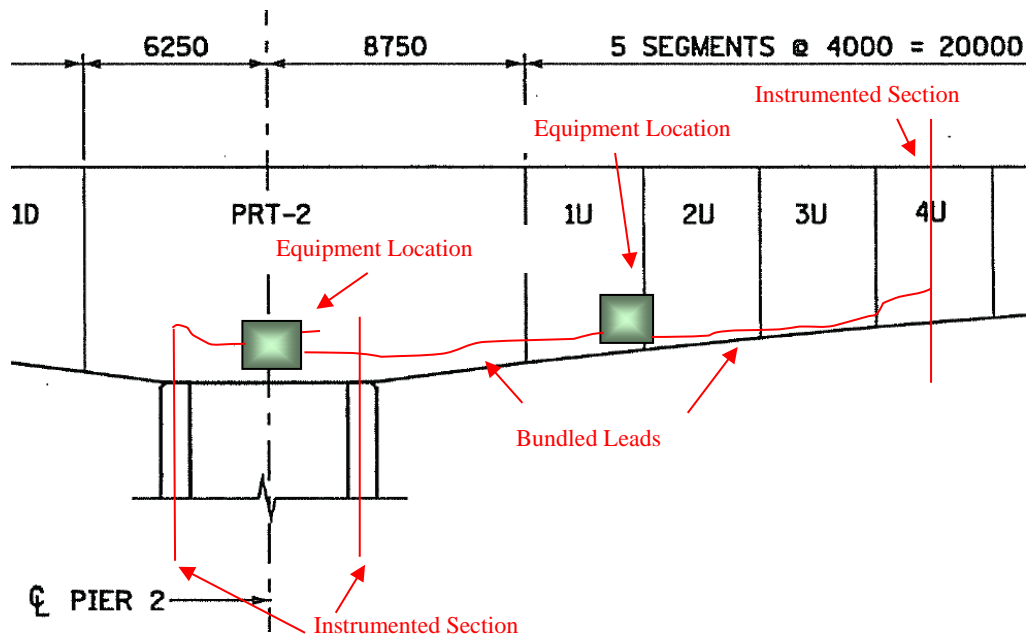 6250 8750 5 SEGMENTS @ 4000 = 20000
Instrumented Section
Equipment Location
1D PRT-2 1U 2U 3U 4U
Equipment Location
Bundled Leads
℄ PIER 2
Instrumented Section